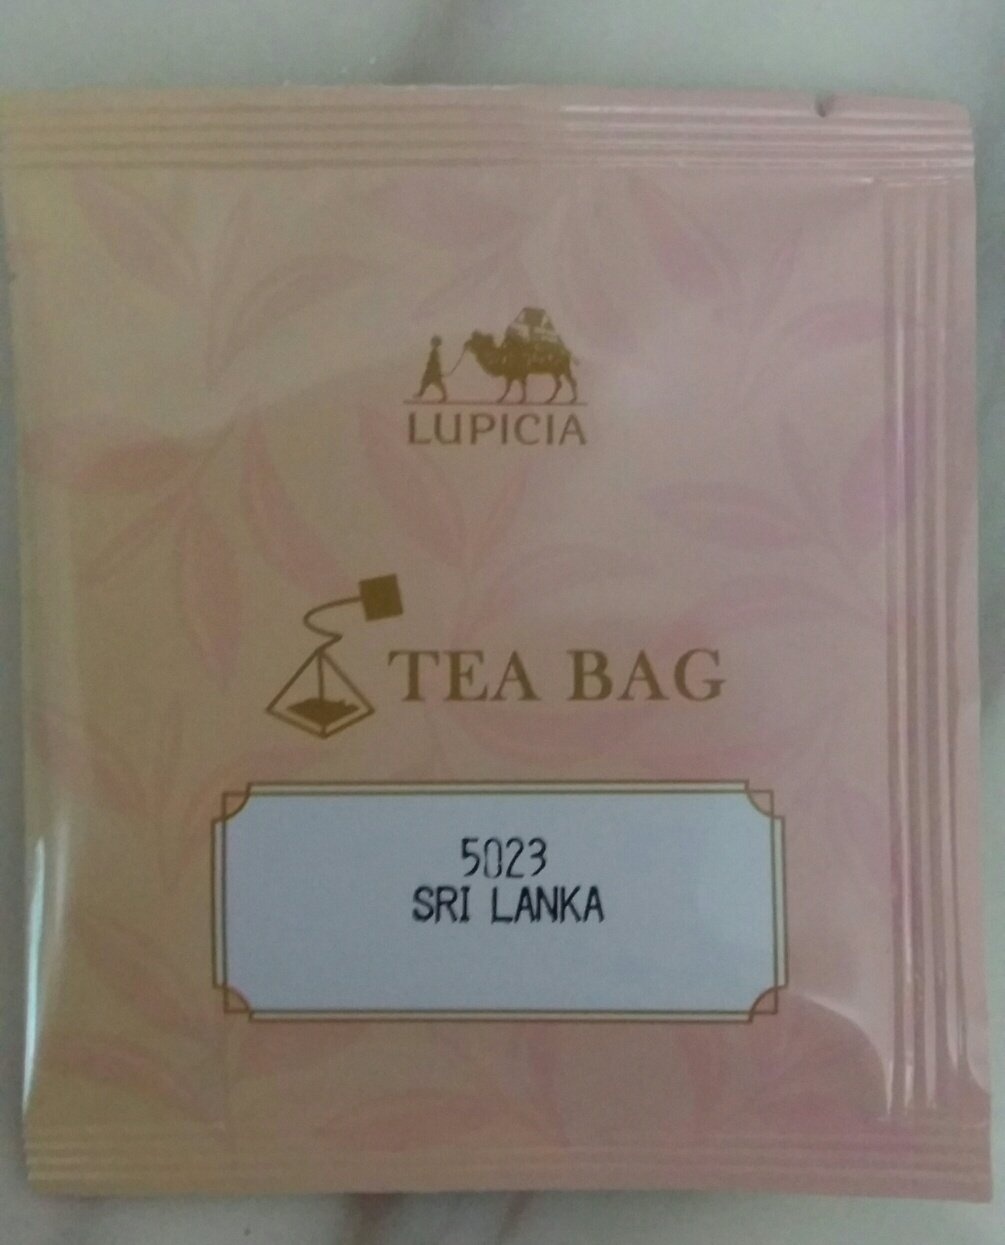 LUPICIA
TEA BAG
5023
SRI LANKA